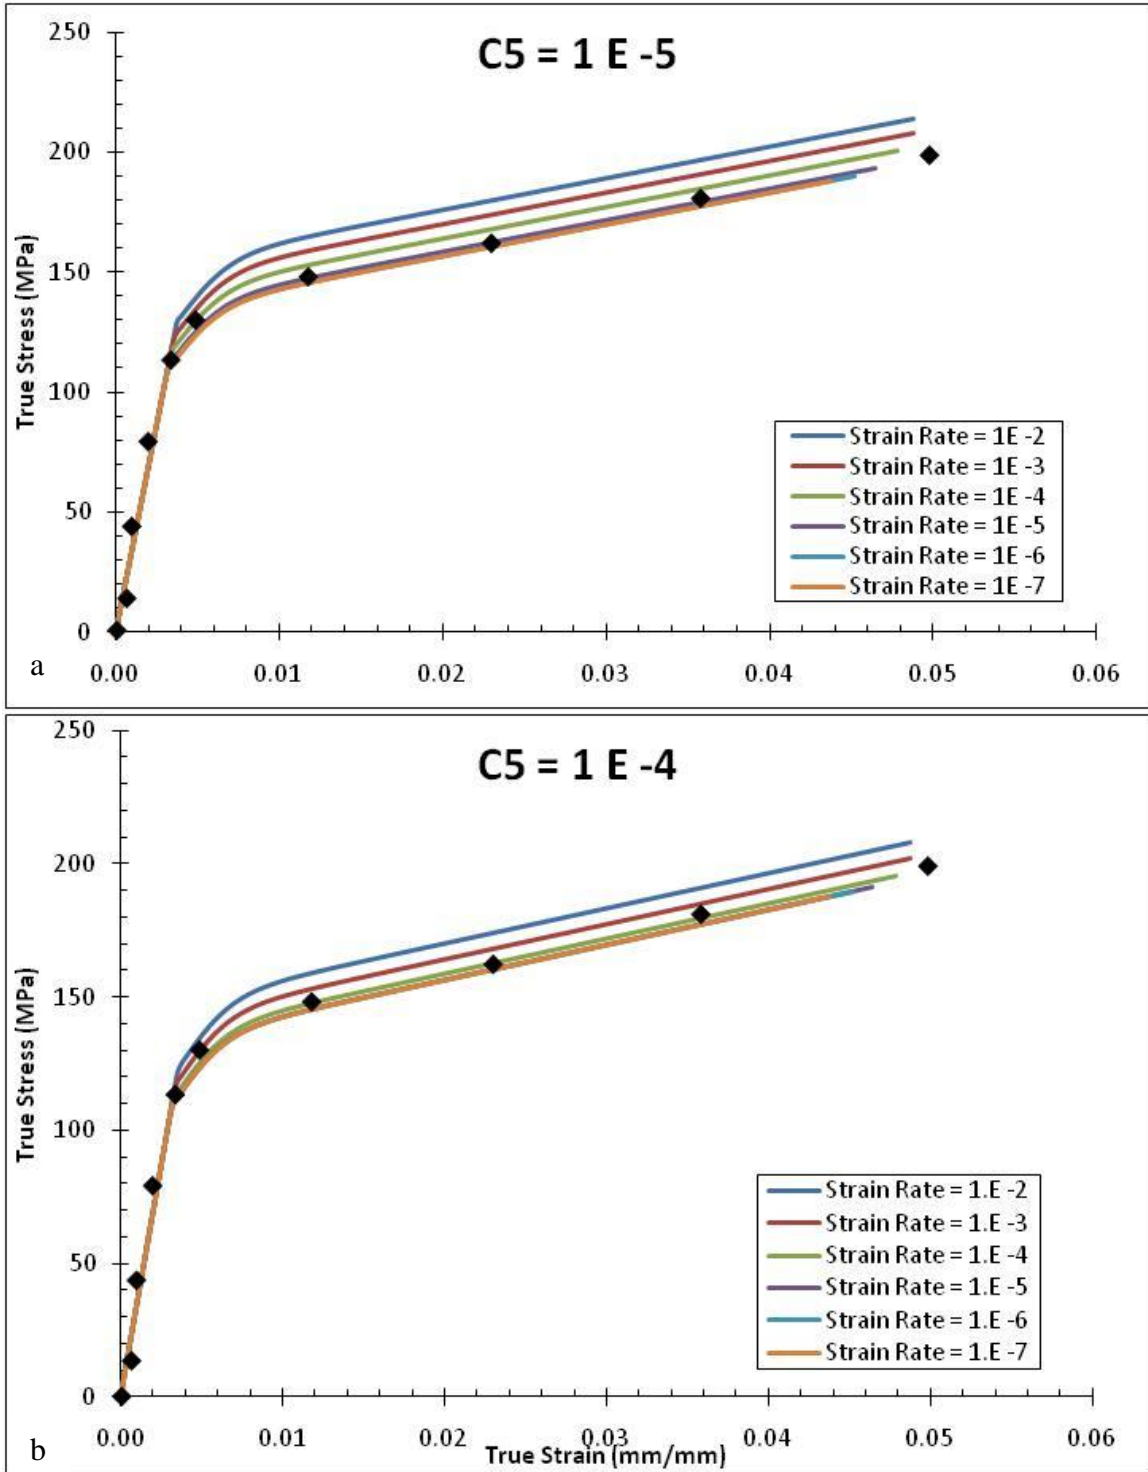 C5 = 1 E -5
True Stress (MPa)
250
200
150
100
50
0
Strain Rate = 1E -2
Strain Rate = 1E -3
Strain Rate = 1E -4
Strain Rate = 1E -5
Strain Rate = 1E -6
Strain Rate = 1E -7
0.00 0.01 0.02 0.03 0.04 0.05 0.06
a
C5 = 1 E -4
True Stress (MPa)
250
200
150
100
50
0
Strain Rate = 1.E -2
Strain Rate = 1.E -3
Strain Rate = 1.E -4
Strain Rate = 1.E -5
Strain Rate = 1.E -6
Strain Rate = 1.E -7
0.00 0.01 0.02 0.03 0.04 0.05 0.06
True Strain (mm/mm)
b